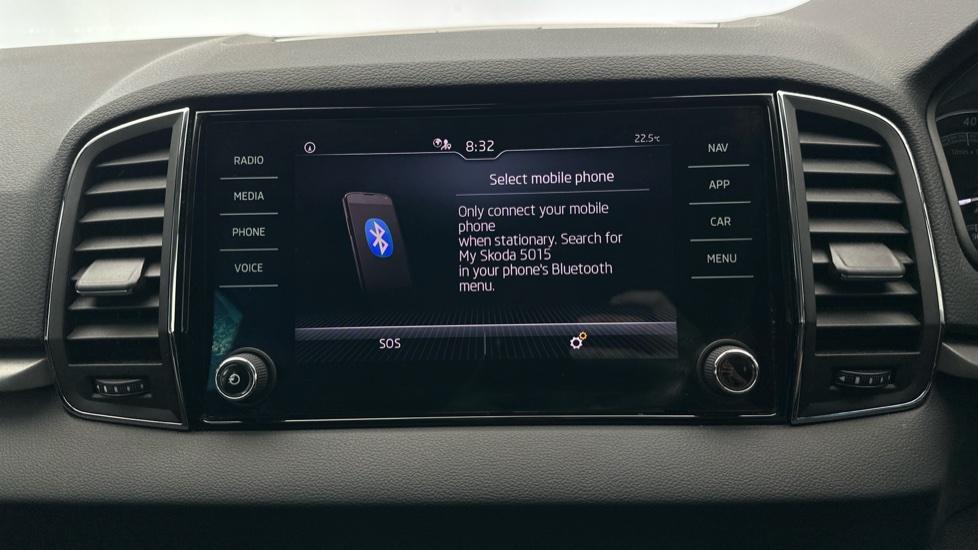 8:32
22.5°C
RADIO
MEDIA
PHONE
VOICE
Select mobile phone
Only connect your mobile
phone
when stationary. Search for
My Skoda 5015
in your phone's Bluetooth
menu.
SOS
NAV
APP
CAR
MENU
40